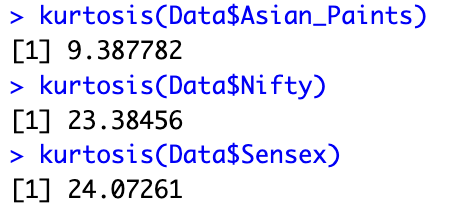 > kurtosis(Data$Asian_Paints)
[1] 9.387782
> kurtosis(Data$Nifty)
[1] 23.38456
> kurtosis(Data$Sensex)
[1] 24.07261